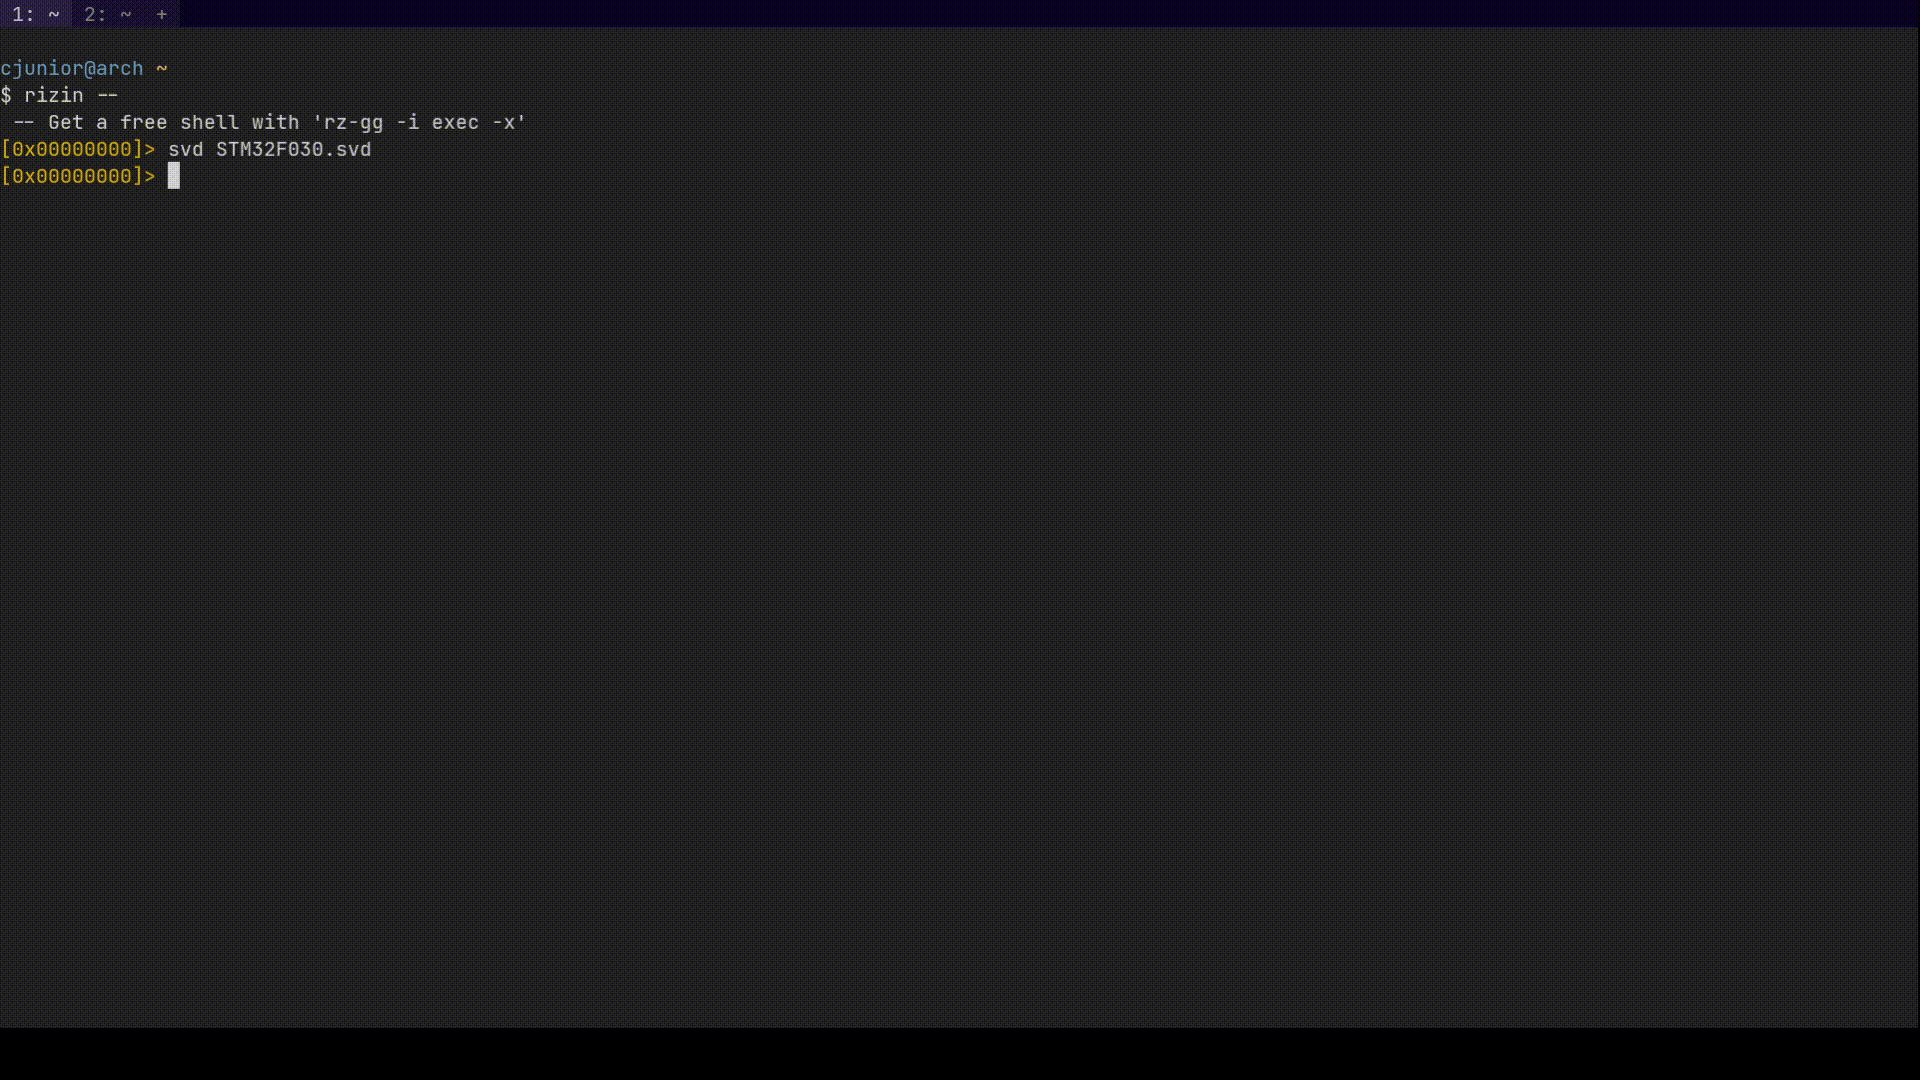 1: ~ 2: ~ +
cjunior@arch ~
$ rizin --
 -- Get a free shell with 'rz-gg -i exec -x'
[0x00000000]> svd STM32F030.svd
[0x00000000]>